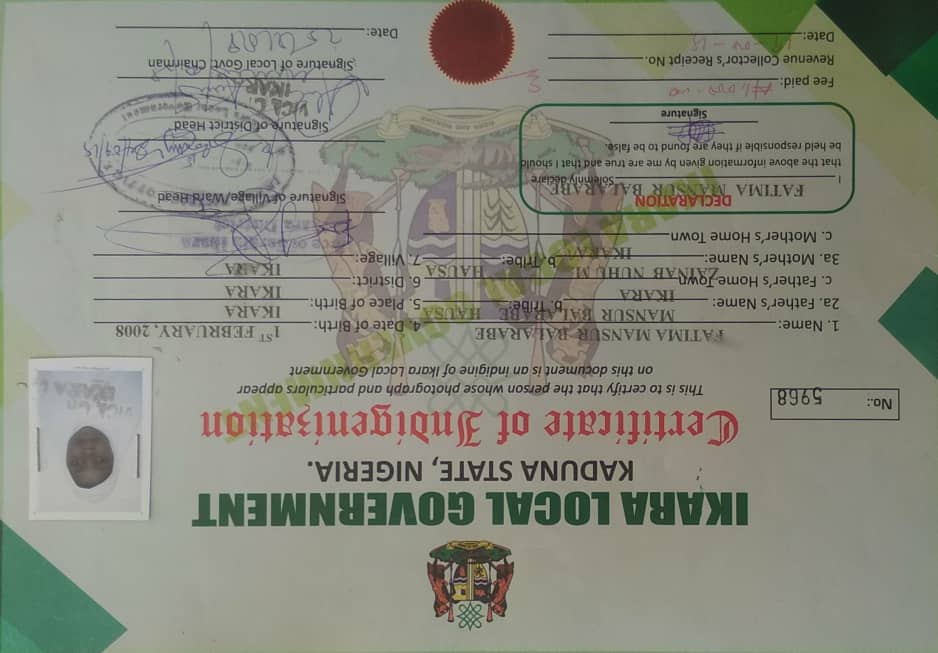 IKARA LOCAL GOVERNMENT
KADUNA STATE, NIGERIA.
No.: 5968
Certificate of Indigenization
This is to certify that the person whose photograph and particulars appear
on this document is an indigine of Ikara Local Government
1. Name: FATIMA MANSUR BALARABE 4. Date of Birth: 1ST FEBRUARY, 2008
2a. Father's Name: MANSUR BALARABE b. Tribe: HAUSA 5. Place of Birth: IKARA
c. Father's Home Town IKARA 6. District: IKARA
3a. Mother's Name: ZAINAB NUHU M b. Tribe: HAUSA 7. Village: IKARA
c. Mother's Home Town IKARA
DECLARATION
I FATIMA MANSUR BALARABE Solemnly declare
that the above information given by me are true and that I should
be held responsible if they are found to be false.
Signature
Signature of Village/Ward Head
Signature of District Head
Fee paid:
Revenue Collector's Receipt No.
Date:
Signature of Local Govt. Chairman
Date:
IKARA